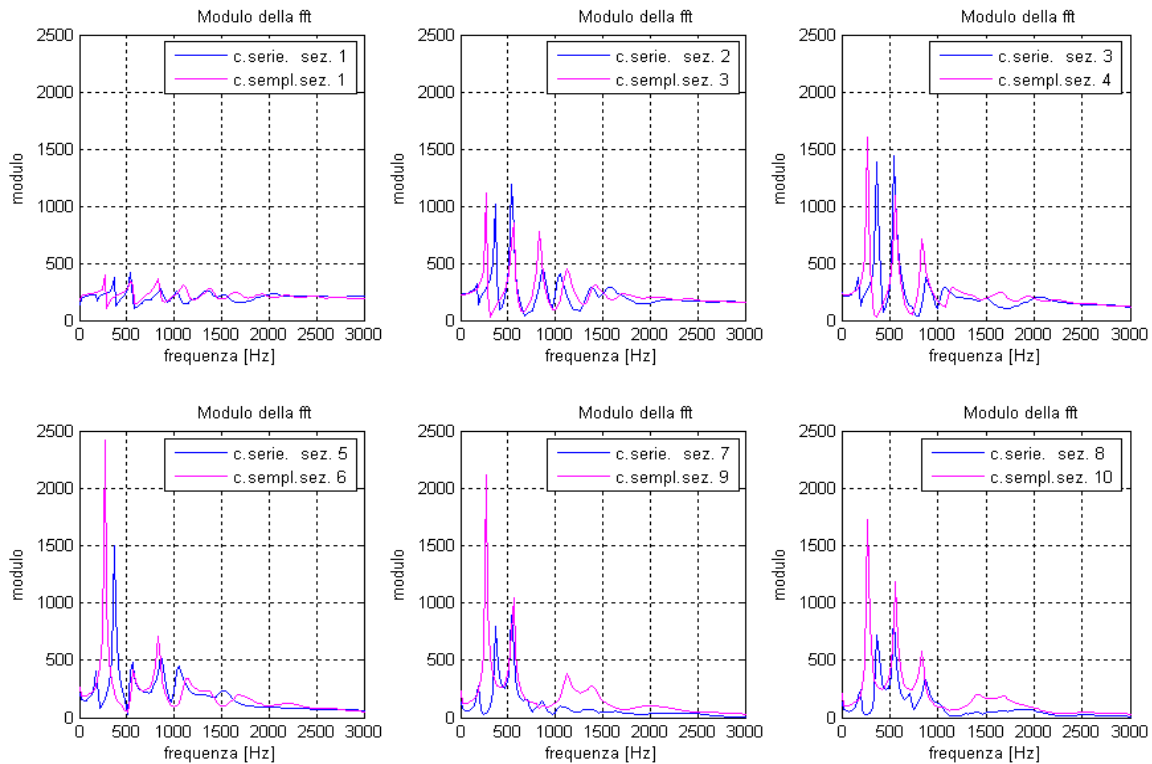 Modulo della fft
2500
2000
1500
1000
500
0
modulo
c.serie. sez. 1
c.sempl.sez. 1
0 500 1000 1500 2000 2500 3000
frequenza [Hz]
Modulo della fft
2500
2000
1500
1000
500
0
modulo
c.serie. sez. 2
c.sempl.sez. 3
0 500 1000 1500 2000 2500 3000
frequenza [Hz]
Modulo della fft
2500
2000
1500
1000
500
0
modulo
c.serie. sez. 3
c.sempl.sez. 4
0 500 1000 1500 2000 2500 3000
frequenza [Hz]
Modulo della fft
2500
2000
1500
1000
500
0
modulo
c.serie. sez. 5
c.sempl.sez. 6
0 500 1000 1500 2000 2500 3000
frequenza [Hz]
Modulo della fft
2500
2000
1500
1000
500
0
modulo
c.serie. sez. 7
c.sempl.sez. 9
0 500 1000 1500 2000 2500 3000
frequenza [Hz]
Modulo della fft
2500
2000
1500
1000
500
0
modulo
c.serie. sez. 8
c.sempl.sez. 10
0 500 1000 1500 2000 2500 3000
frequenza [Hz]